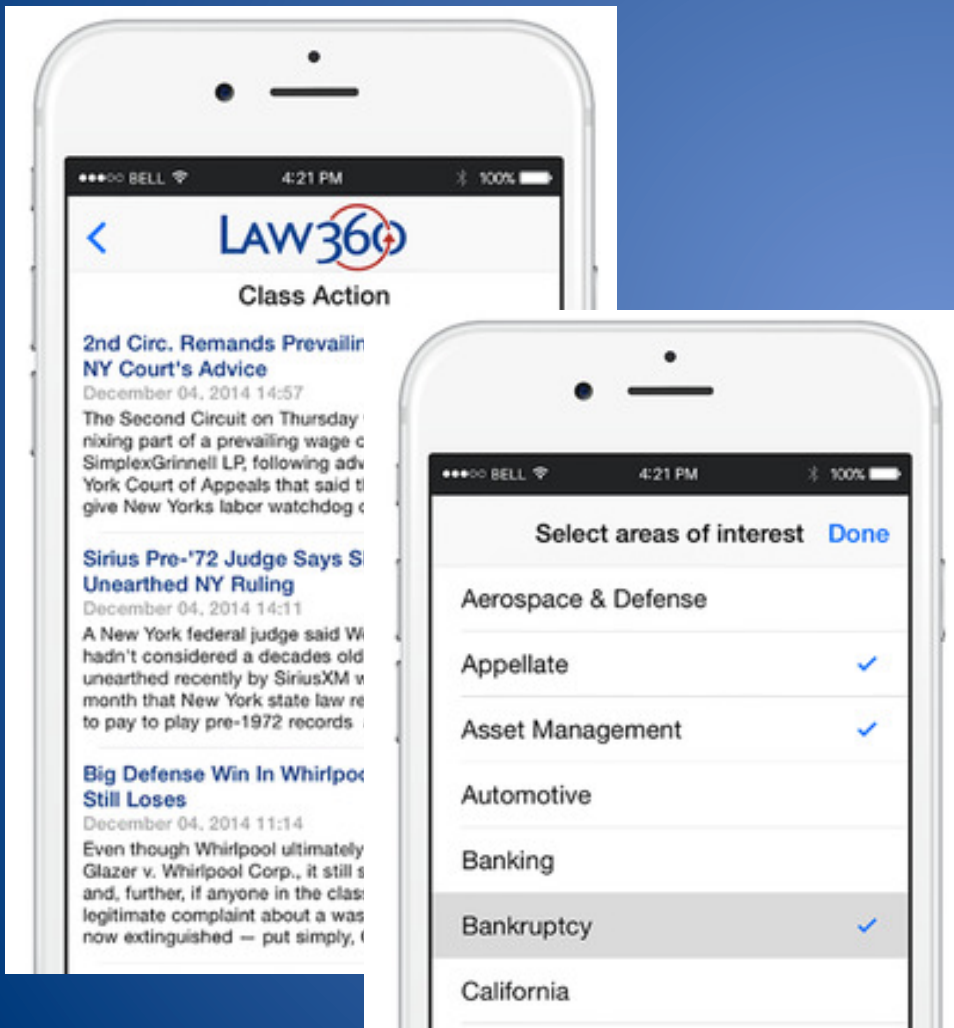 BELL 4:21 PM 100%
LAW360
Class Action
2nd Circ. Remands Prevailin
NY Court's Advice
December 04, 2014 14:57
The Second Circuit on Thursday
nixing part of a prevailing wage
SimplexGrinnell LP, following adv
York Court of Appeals that said
give New Yorks labor watchdog
Sirius Pre-'72 Judge Says
Unearthed NY Ruling
December 04, 2014 14:11
A New York federal judge said
hadn't considered a decades old
unearthed recently by SiriusXM
month that New York state law re
to pay to play pre-1972 records
Big Defense Win In Whirlpoo
Still Loses
December 04, 2014 11:14
Even though Whirlpool ultimately
Glazer v. Whirlpool Corp., it still
and, further, if anyone in the clas
legitimate complaint about a was
now extinguished — put simply,
BELL 4:21 PM 100%
Select areas of interest Done
Aerospace & Defense
Appellate
Asset Management
Automotive
Banking
Bankruptcy
California